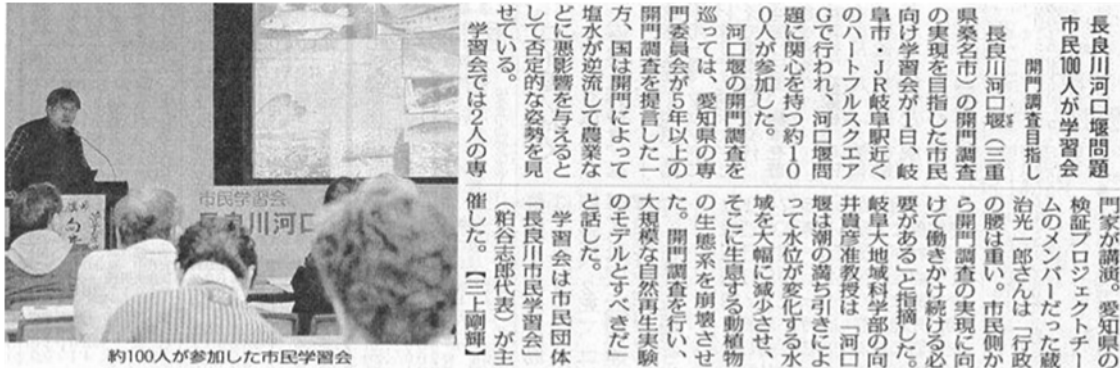 長良川河口堰問題
市民100人が学習会
開門調査目指し
長良川河口堰（三重
県桑名市）の開門調査
の実現を目指した市民
向け学習会が1日、岐
阜市・JR岐阜駅近く
のハートフルスクエア
Gで行われ、河口堰問
題に関心を持つ約10
0人が参加した。
河口堰の開門調査を
巡っては、愛知県の専
門委員会が5年以上の
開門調査を提言した一
方、国は開門によって
塩水が逆流して農業な
どに悪影響を与えると
して否定的な姿勢を見
せている。
学習会では2人の専
門家が講演。愛知県の
検証プロジェクトチー
ムのメンバーだった蔵
治光一郎さんは「行政
の腰は重い。市民側か
ら開門調査の実現に向
けて働きかけ続ける必
要がある」と指摘した。
岐阜大地域科学部の向
井貴彦准教授は「河口
堰は潮の満ち引きによ
って水位が変化する水
域を大幅に減少させ、
そこに生息する動植物
の生態系を崩壊させ
た。開門調査を行い、
大規模な自然再生実験
のモデルとすべきだ」
と話した。
学習会は市民団体
「長良川市民学習会」
（粕谷志郎代表）が主
催した。【三上剛輝】
市民学習会
長良川河口
約100人が参加した市民学習会